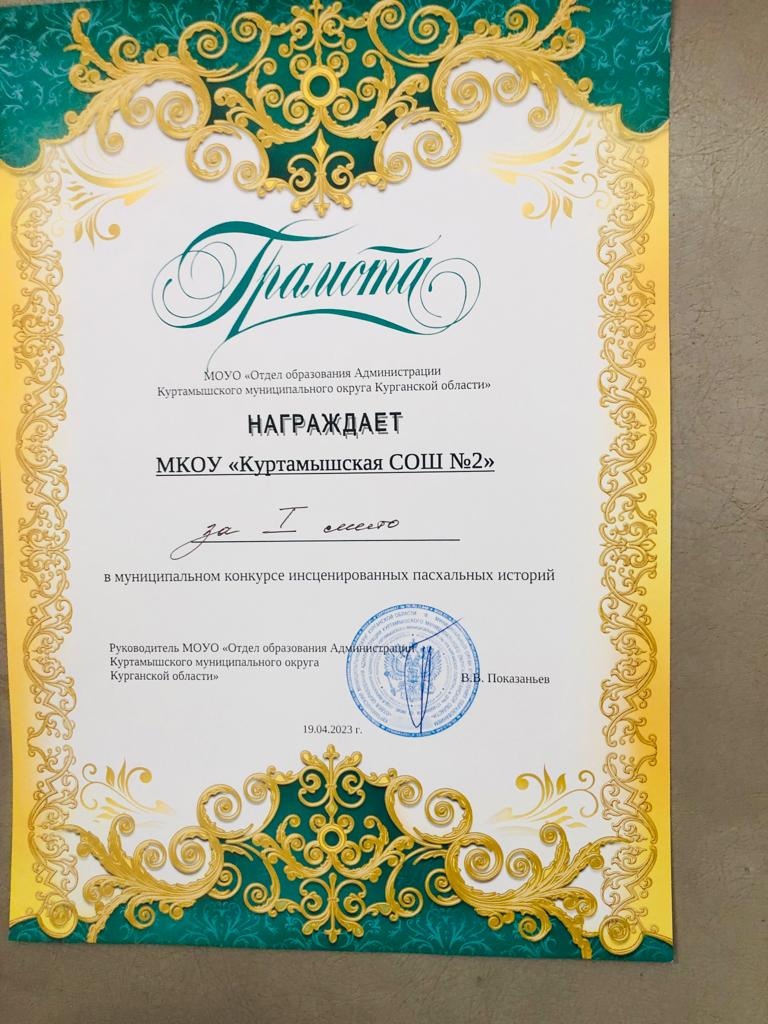 Грамота
МОУО «Отдел образования Администрации
Куртамышского муниципального округа Курганской области»
НАГРАЖДАЕТ
МКОУ «Куртамышская СОШ №2»
за I место
в муниципальном конкурсе инсценированных пасхальных историй
Руководитель МОУО «Отдел образования Администрации
Куртамышского муниципального округа
Курганской области»
В.В. Показаньев
19.04.2023 г.